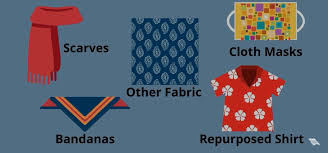 Scarves
Cloth Masks
Other Fabric
Bandanas
Repurposed Shirt